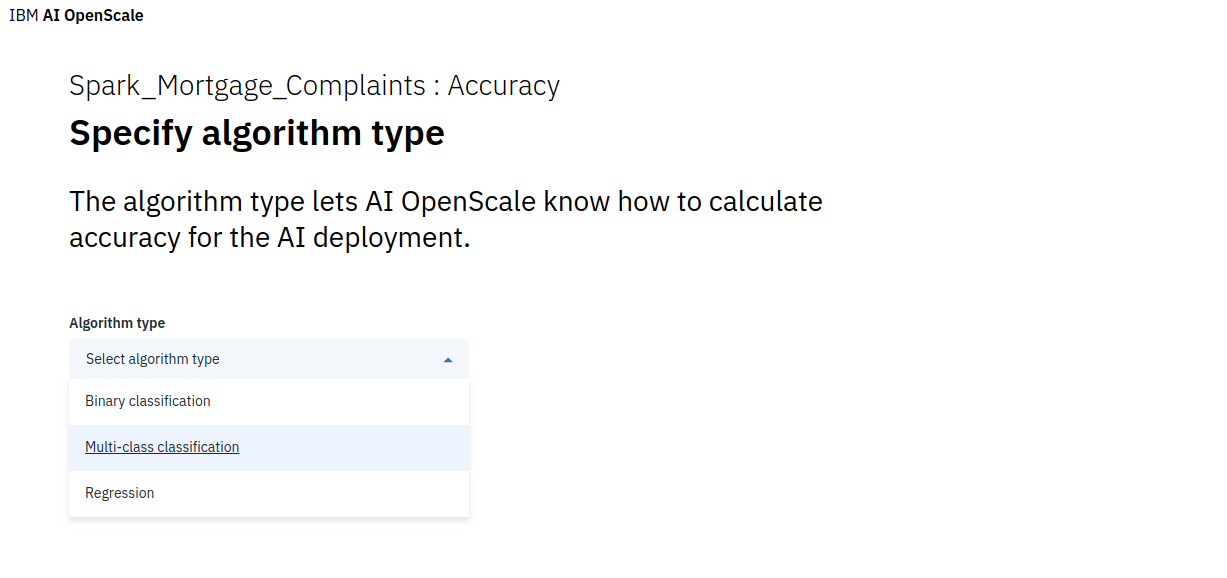 IBM AI OpenScale
Spark_Mortgage_Complaints : Accuracy
Specify algorithm type
The algorithm type lets AI OpenScale know how to calculate
accuracy for the AI deployment.
Algorithm type
Select algorithm type
Binary classification
Multi-class classification
Regression